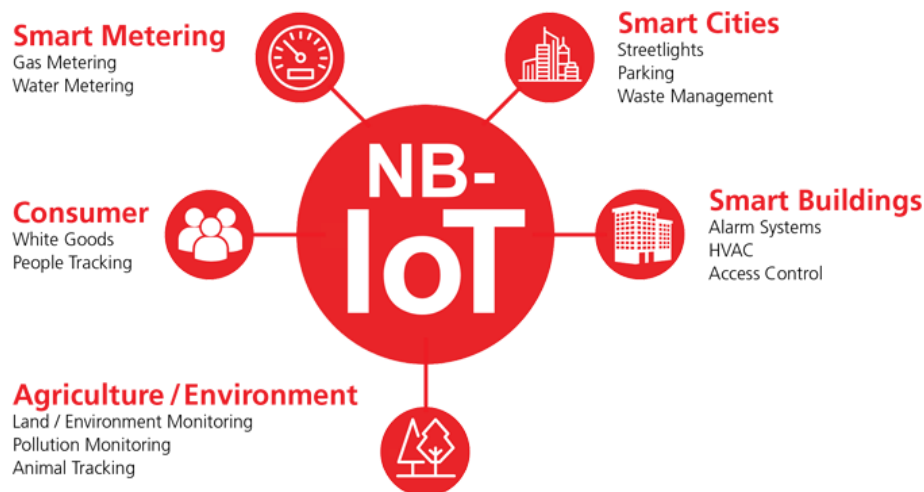 Smart Metering
Gas Metering
Water Metering
Smart Cities
Streetlights
Parking
Waste Management
NB-
IoT
Consumer
White Goods
People Tracking
Smart Buildings
Alarm Systems
HVAC
Access Control
Agriculture / Environment
Land / Environment Monitoring
Pollution Monitoring
Animal Tracking